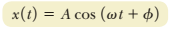 x(t) = A cos (ωt + ϕ)